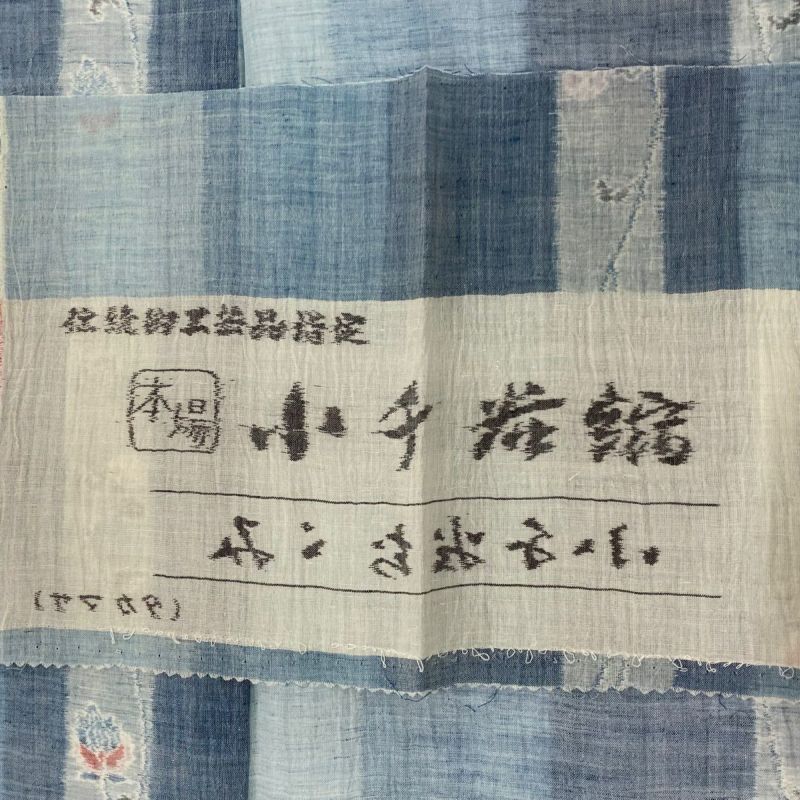 伝統的工芸品指定
本場 小千谷縮
小千谷ちゞみ